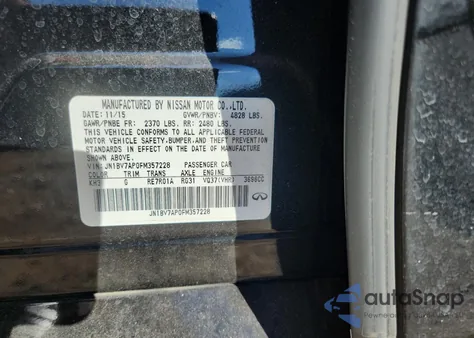 MANUFACTURED BY NISSAN MOTOR CO.,LTD.
DATE: 11/15 GVWR/PNBV: 4828 LBS.
GAWR/PNBE FR: 2370 LBS. RR: 2480 LBS.
THIS VEHICLE CONFORMS TO ALL APPLICABLE FEDERAL
MOTOR VEHICLE SAFETY,BUMPER,AND THEFT PREVENTION
STANDARDS IN EFFECT ON THE DATE OF MANUFACTURE
SHOWN ABOVE.
VIN: JN1BV7AP0FM357228 PASSENGER CAR
COLOR TRIM TRANS AXLE ENGINE
KH3 G RE7R01A RG31 VQ37(VHR) 3696CC
JN1BV7AP0FM357228
INFINITI
autoSnap